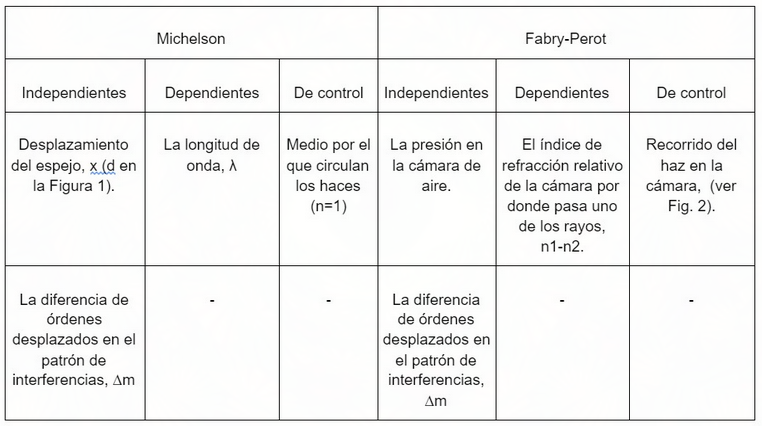 Michelson
Fabry-Perot
Independientes
Dependientes
De control
Independientes
Dependientes
De control
Desplazamiento
del espejo, x (d en
la Figura 1).
La longitud de
onda, λ
Medio por el
que circulan
los haces
(n=1)
La presión en
la cámara de
aire.
El índice de
refracción relativo
de la cámara por
donde pasa uno
de los rayos,
n1-n2.
Recorrido del
haz en la
cámara, (ver
Fig. 2).
La diferencia de
órdenes
desplazados en el
patrón de
interferencias, Δm
-
-
La diferencia
de órdenes
desplazados en
el patrón de
interferencias,
Δm
-
-